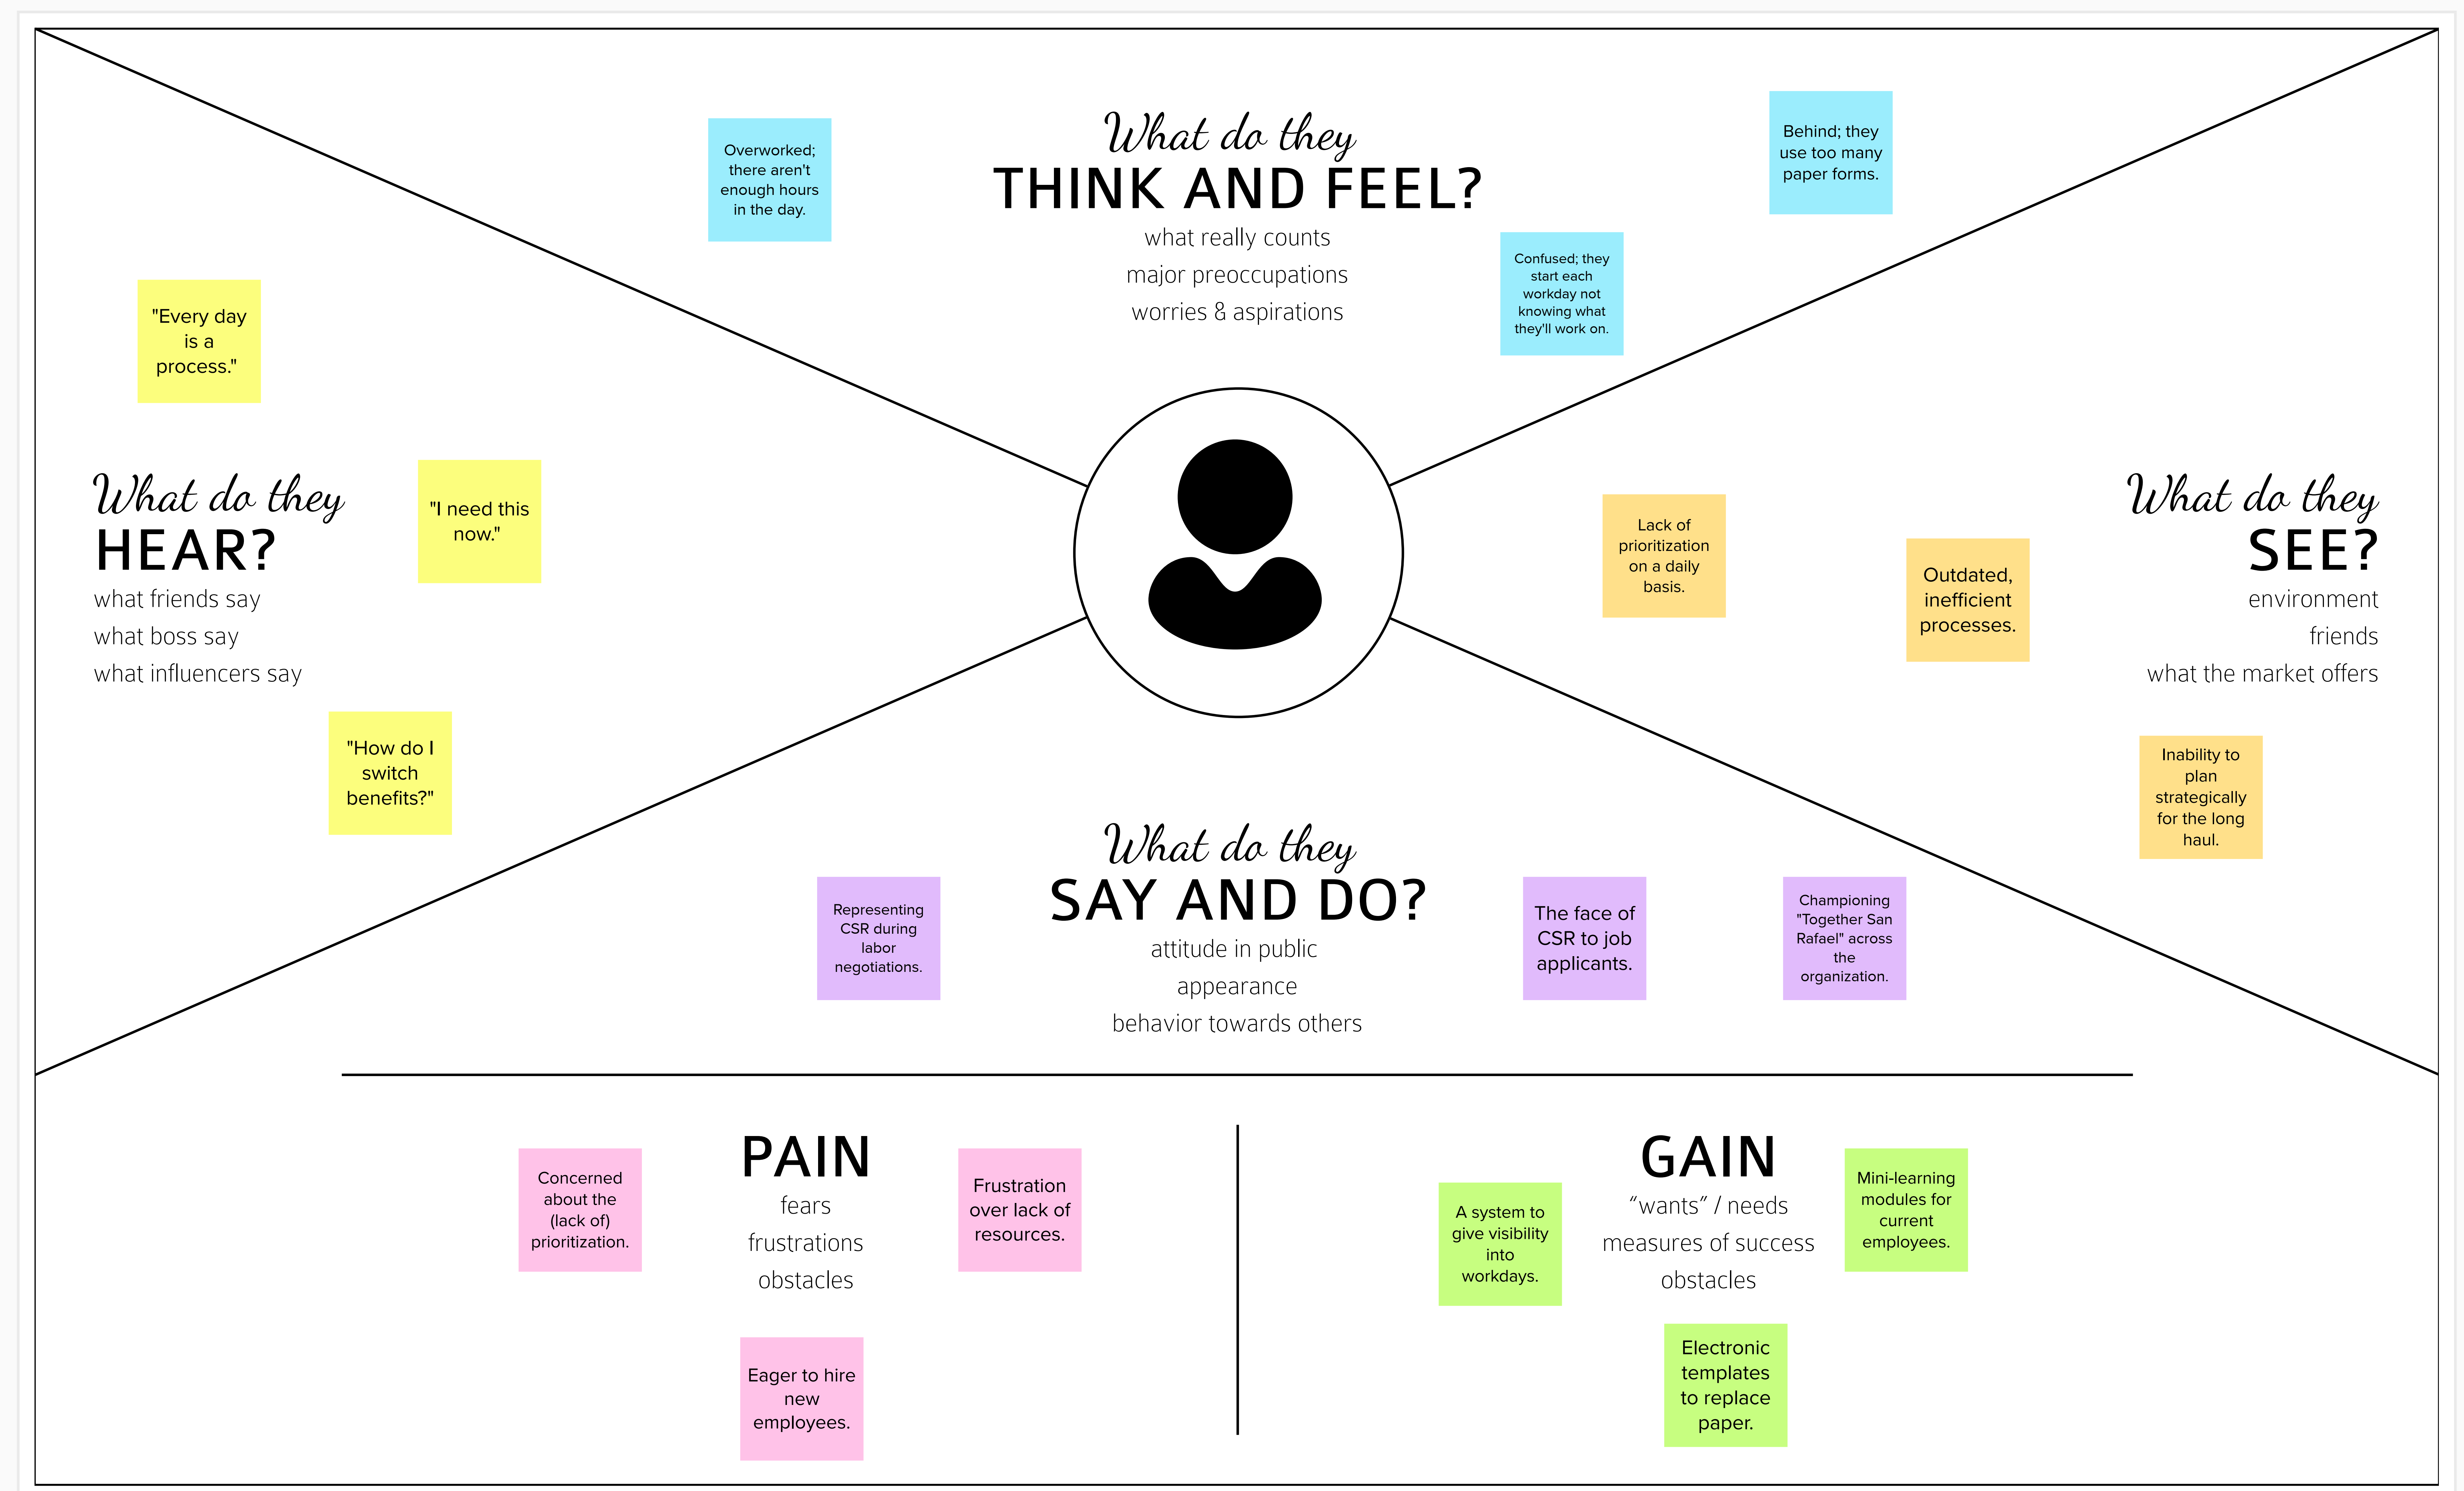 What do they
THINK AND FEEL?
what really counts
major preoccupations
worries & aspirations
Overworked;
there aren't
enough hours
in the day.
Behind; they
use too many
paper forms.
Confused; they
start each
workday not
knowing what
they'll work on.
What do they
HEAR?
what friends say
what boss say
what influencers say
"Every day
is a
process."
"I need this
now."
"How do I
switch
benefits?"
What do they
SEE?
environment
friends
what the market offers
Lack of
prioritization
on a daily
basis.
Outdated,
inefficient
processes.
Inability to
plan
strategically
for the long
haul.
What do they
SAY AND DO?
attitude in public
appearance
behavior towards others
Representing
CSR during
labor
negotiations.
The face of
CSR to job
applicants.
Championing
"Together San
Rafael" across
the
organization.
PAIN
fears
frustrations
obstacles
Concerned
about the
(lack of)
prioritization.
Frustration
over lack of
resources.
Eager to hire
new
employees.
GAIN
“wants” / needs
measures of success
obstacles
A system to
give visibility
into
workdays.
Mini-learning
modules for
current
employees.
Electronic
templates
to replace
paper.